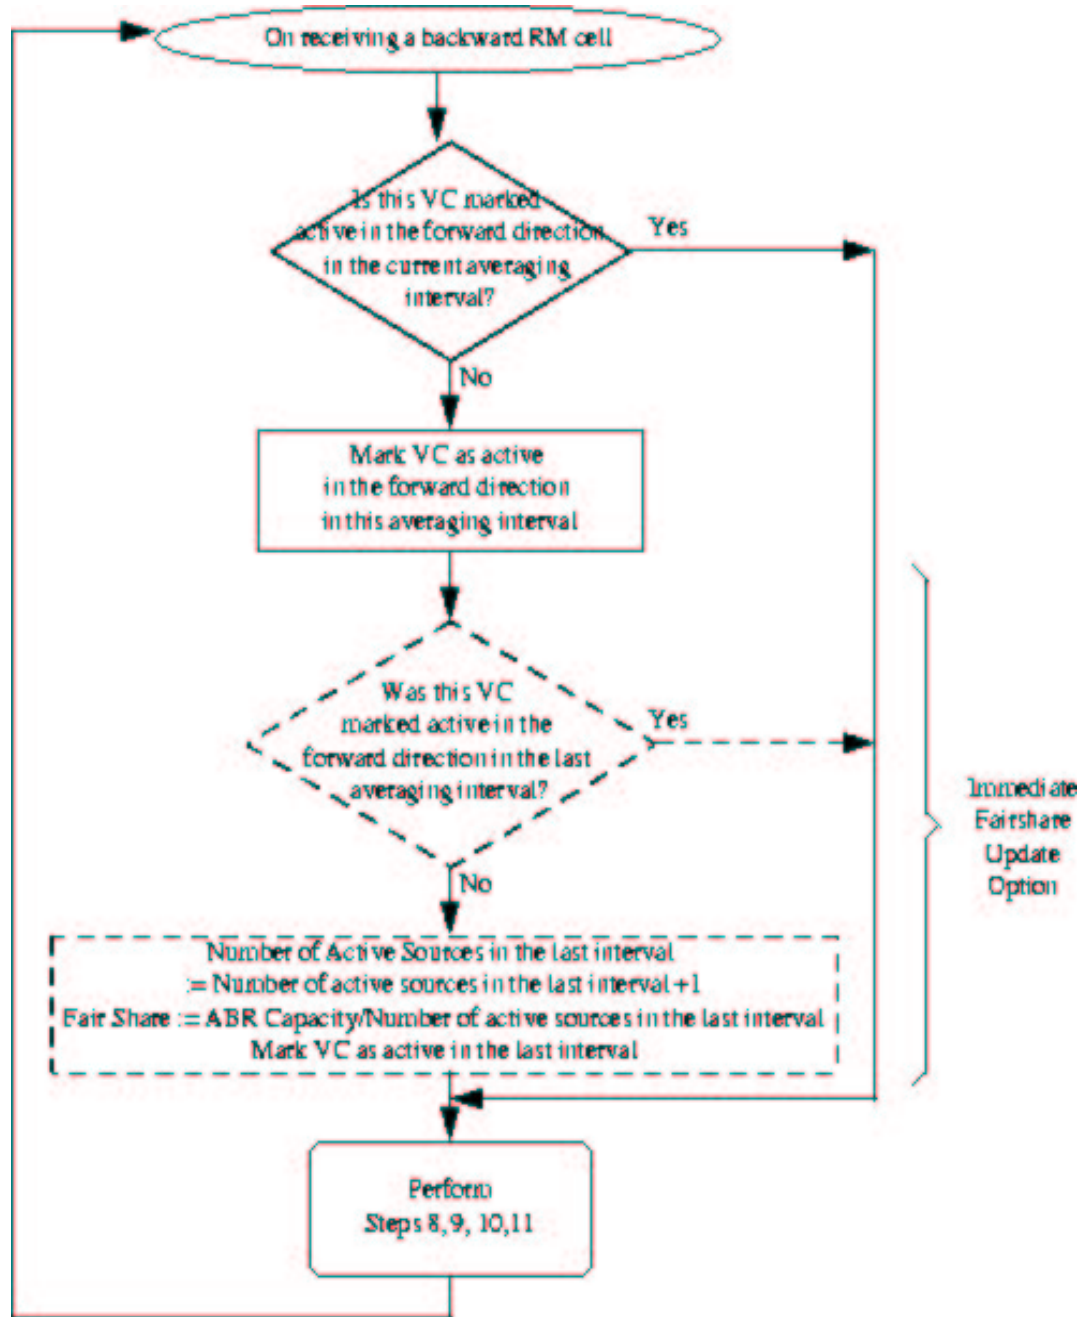 On receiving a backward RM cell
Is this VC marked
active in the forward direction
in the current averaging
interval?
Yes
No
Mark VC as active
in the forward direction
in this averaging interval
Was this VC
marked active in the
forward direction in the last
averaging interval?
Yes
No
Immediate
Fairshare
Update
Option
Number of Active Sources in the last interval
:= Number of active sources in the last interval +1
Fair Share := ABR Capacity/Number of active sources in the last interval
Mark VC as active in the last interval
Perform
Steps 8, 9, 10, 11